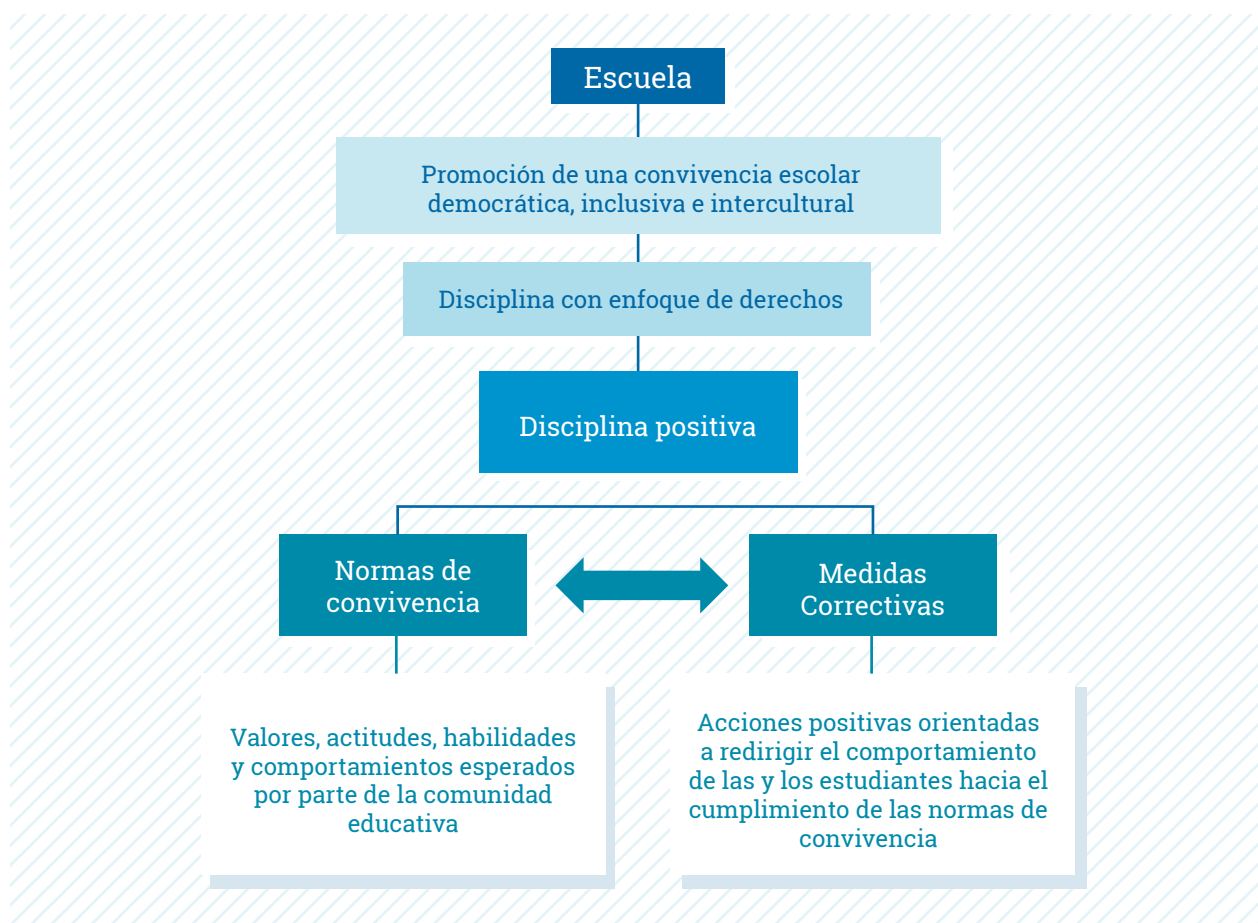 Escuela
Promoción de una convivencia escolar
democrática, inclusiva e intercultural
Disciplina con enfoque de derechos
Disciplina positiva
Normas de
convivencia
Medidas
Correctivas
Valores, actitudes, habilidades
y comportamientos esperados
por parte de la comunidad
educativa
Acciones positivas orientadas
a redirigir el comportamiento
de las y los estudiantes hacia el
cumplimiento de las normas de
convivencia